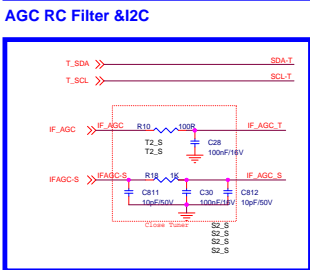 AGC RC Filter &I2C
T_SDA SDA-T
T_SCL SCL-T
IF_AGC IF_AGC R10 100R IF_AGC_T
T2_S C28
T2_S 100nF/16V
IFAGC-S IFAGC-S R18 1K IF_AGC_S
C811 C30 C812
10pF/50V 100nF/16V 10pF/50V
Close Tuner
S2_S
S2_S
S2_S
S2_S